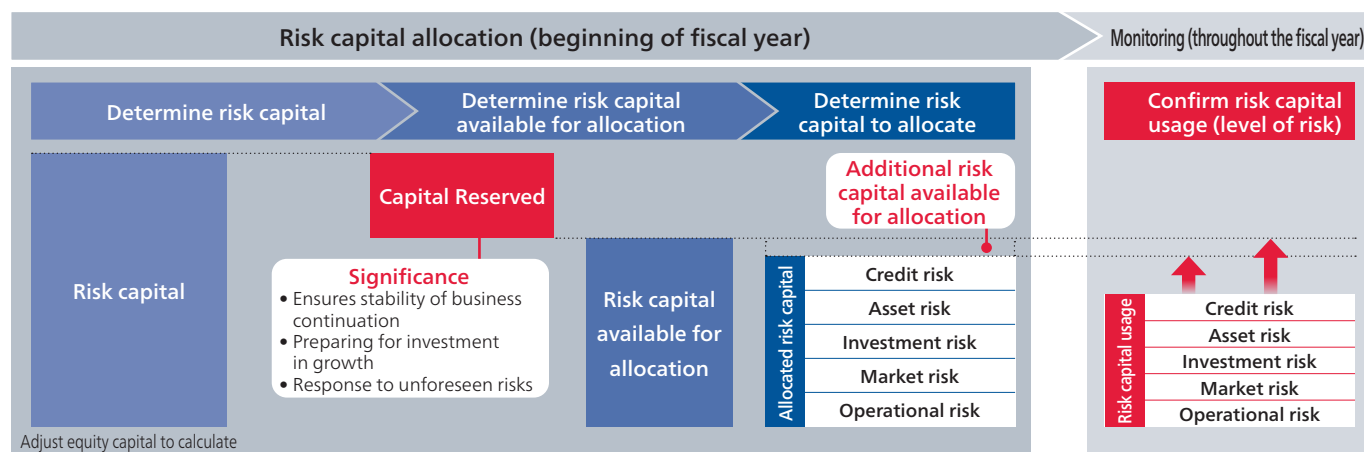 Risk capital allocation (beginning of fiscal year)
Monitoring (throughout the fiscal year)
Determine risk capital
Determine risk capital
available for allocation
Determine risk
capital to allocate
Confirm risk capital
usage (level of risk)
Risk capital
Capital Reserved
Significance
• Ensures stability of business
continuation
• Preparing for investment
in growth
• Response to unforeseen risks
Risk capital
available for
allocation
Additional risk
capital available
for allocation
Allocated risk capital
Credit risk
Asset risk
Investment risk
Market risk
Operational risk
Risk capital usage
Credit risk
Asset risk
Investment risk
Market risk
Operational risk
Adjust equity capital to calculate